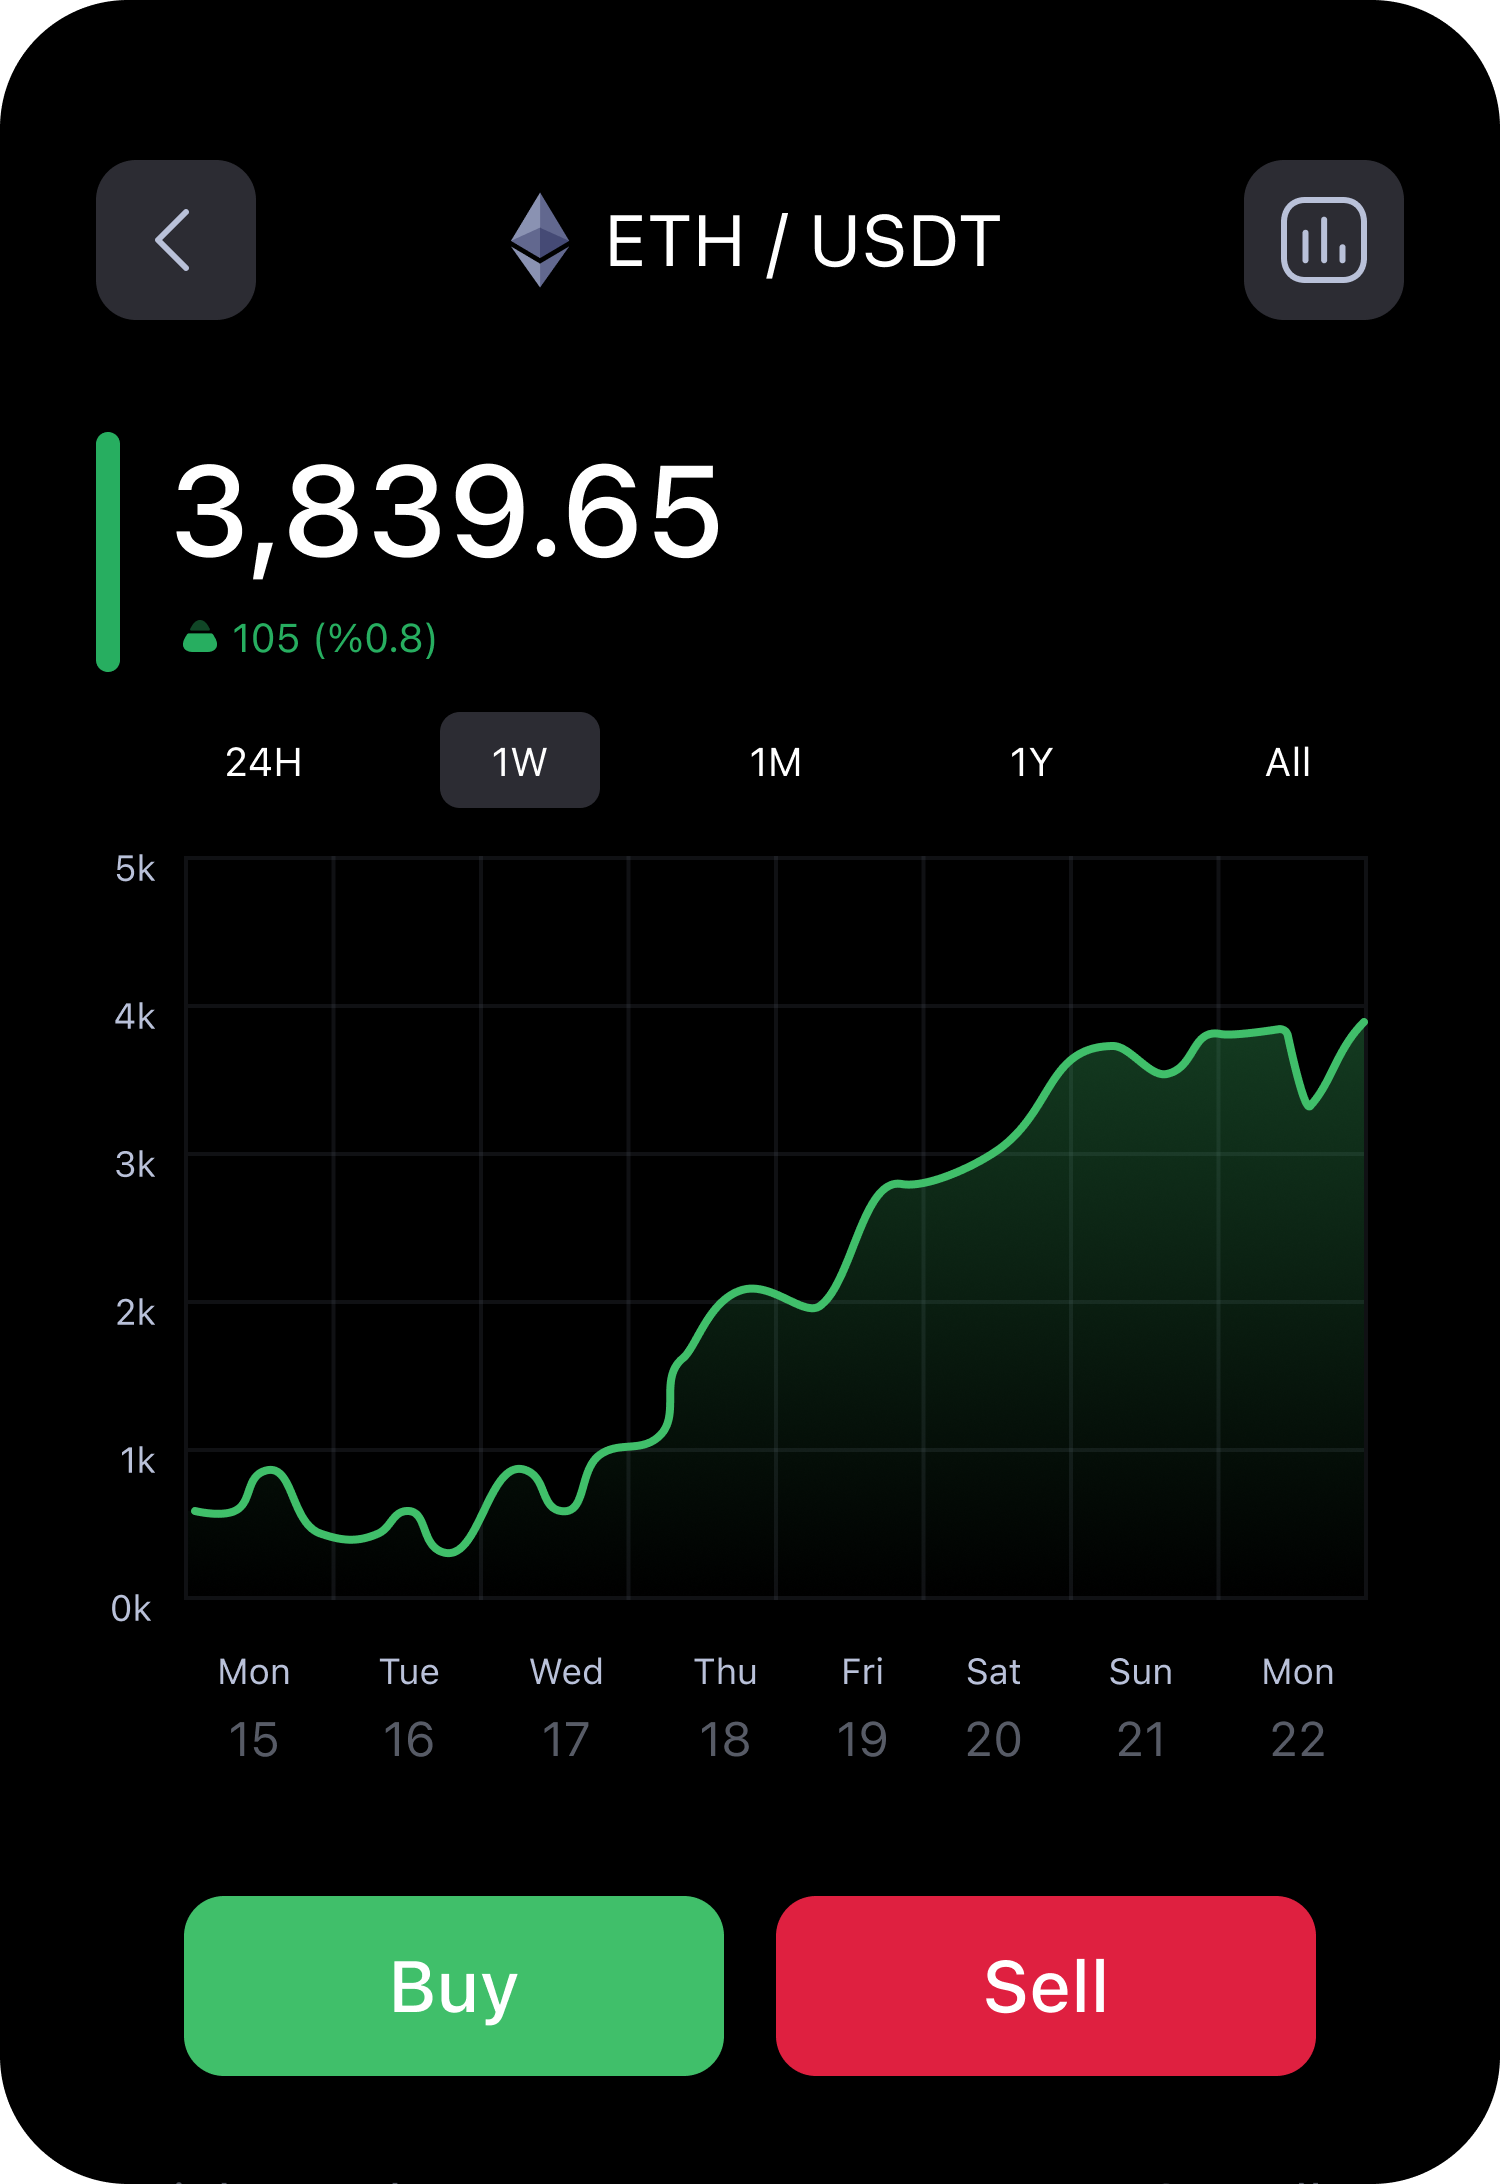 ETH / USDT
3,839.65
105 (%0.8)
24H 1W 1M 1Y All
5k
4k
3k
2k
1k
0k
Mon Tue Wed Thu Fri Sat Sun Mon
15 16 17 18 19 20 21 22
Buy Sell